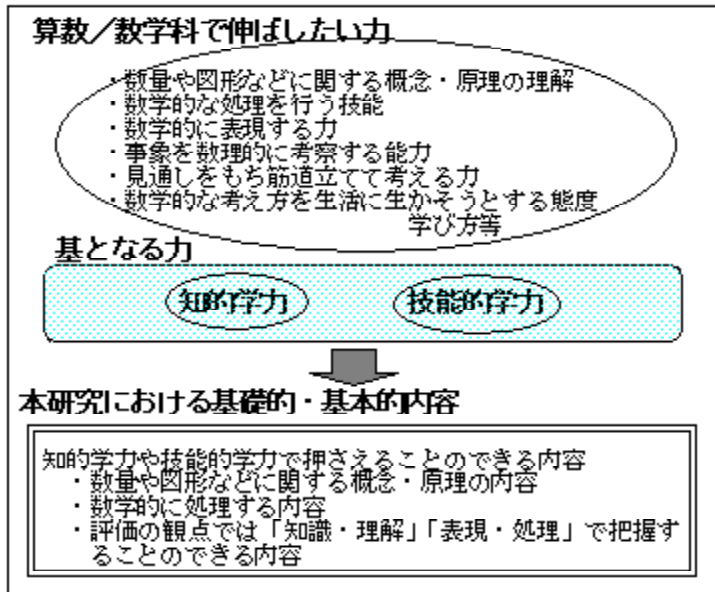 算数／数学科で伸ばしたい力
・数量や図形などに関する概念・原理の理解
・数学的な処理を行う技能
・数学的に表現する力
・事象を数理的に考察する能力
・見通しをもち筋道立てて考える力
・数学的な考え方を生活に生かそうとする態度
学び方等
基となる力
知的学力
技能的学力
本研究における基礎的・基本的内容
知的学力や技能的学力で押さえることのできる内容
・数量や図形などに関する概念・原理の内容
・数学的に処理する内容
・評価の観点では「知識・理解」「表現・処理」で把握す
ることのできる内容